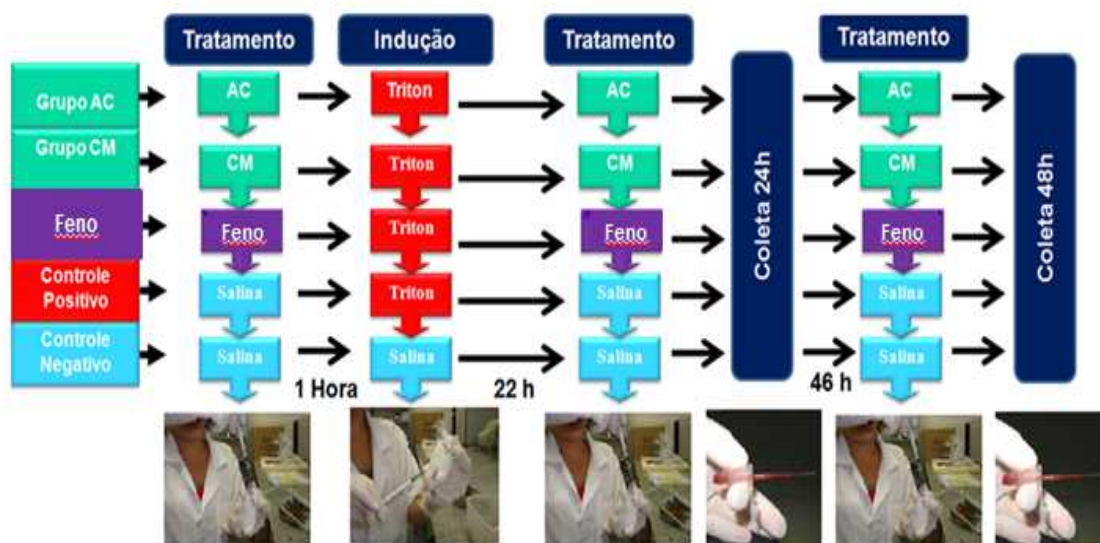 Tratamento
Indução
Tratamento
Tratamento
Grupo AC
AC
Triton
AC
AC
Grupo CM
CM
Triton
CM
CM
Feno
Feno
Triton
Feno
Feno
Controle
Positivo
Salina
Triton
Salina
Salina
Controle
Negativo
Salina
Salina
Salina
Salina
Coleta 24h
Coleta 48h
1 Hora
22 h
46 h